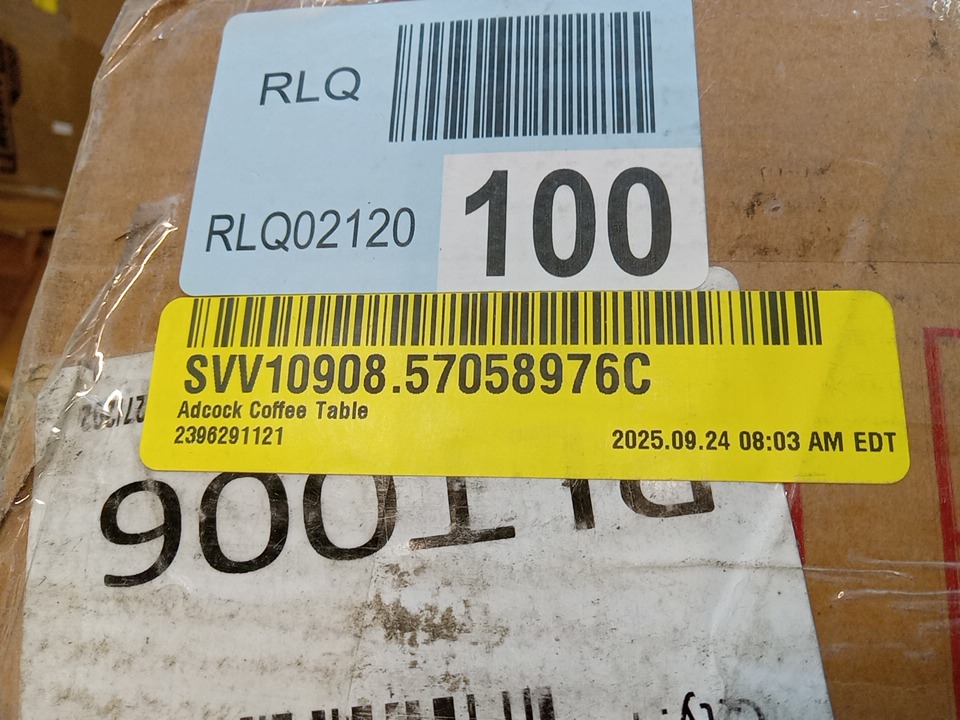 RLQ
RLQ02120
100
SVV10908.57058976C
Adcock Coffee Table
2396291121
2025.09.24 08:03 AM EDT